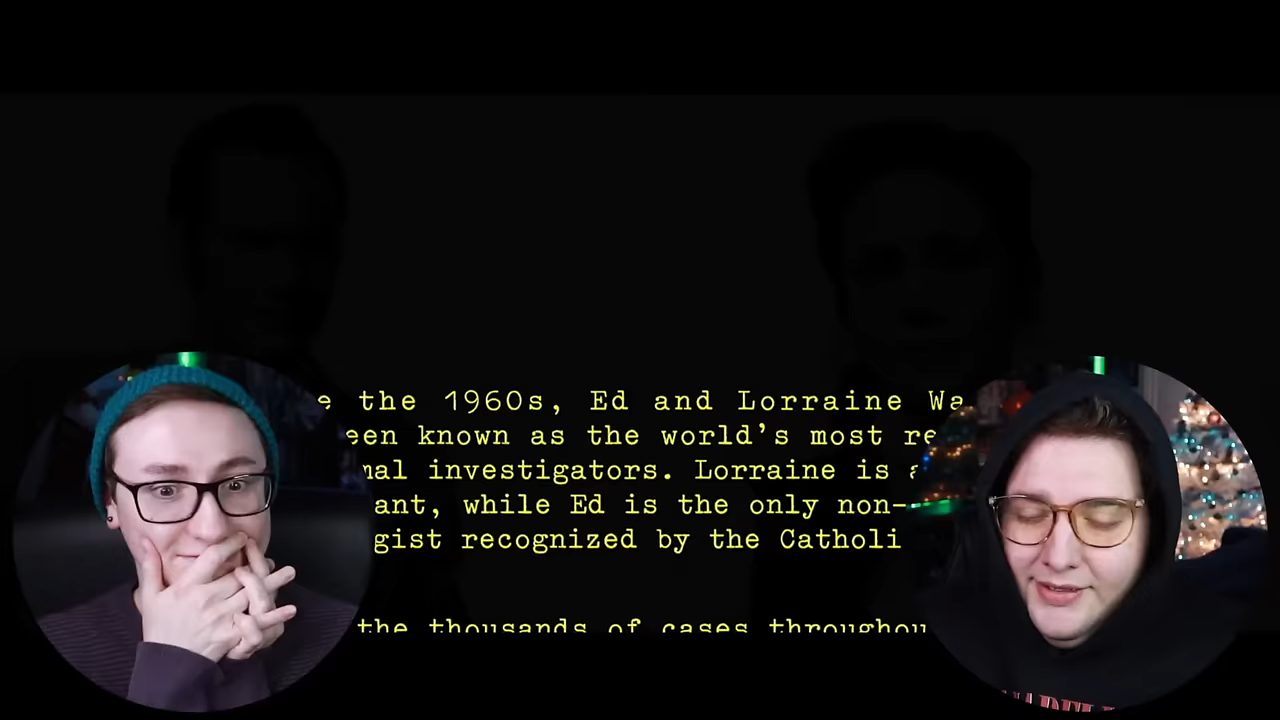 e the 1960s, Ed and Lorraine Wa
een known as the world's most re
nal investigators. Lorraine is a
ant, while Ed is the only non-
gist recognized by the Catholi
the thousands of cases throughou